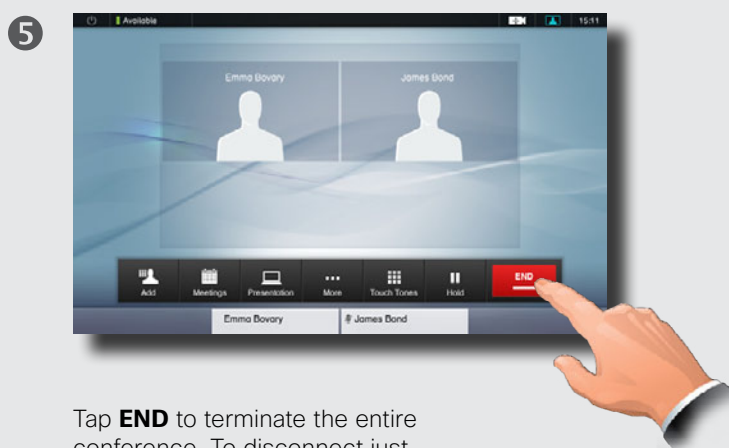 5
Available
15:11
Emma Bovary
James Bond
Add
Meetings
Presentation
More
Touch Tones
Hold
END
Emma Bovary
James Bond
Tap END to terminate the entire
conference. To disconnect just